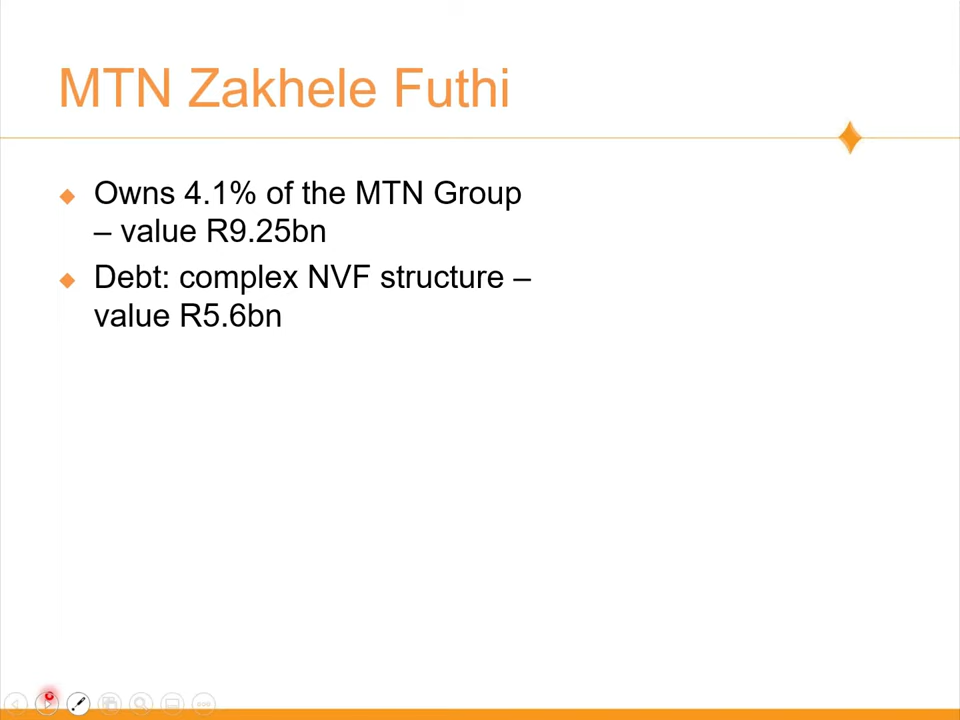 MTN Zakhele Futhi
Owns 4.1% of the MTN Group
– value R9.25bn
Debt: complex NVF structure –
value R5.6bn